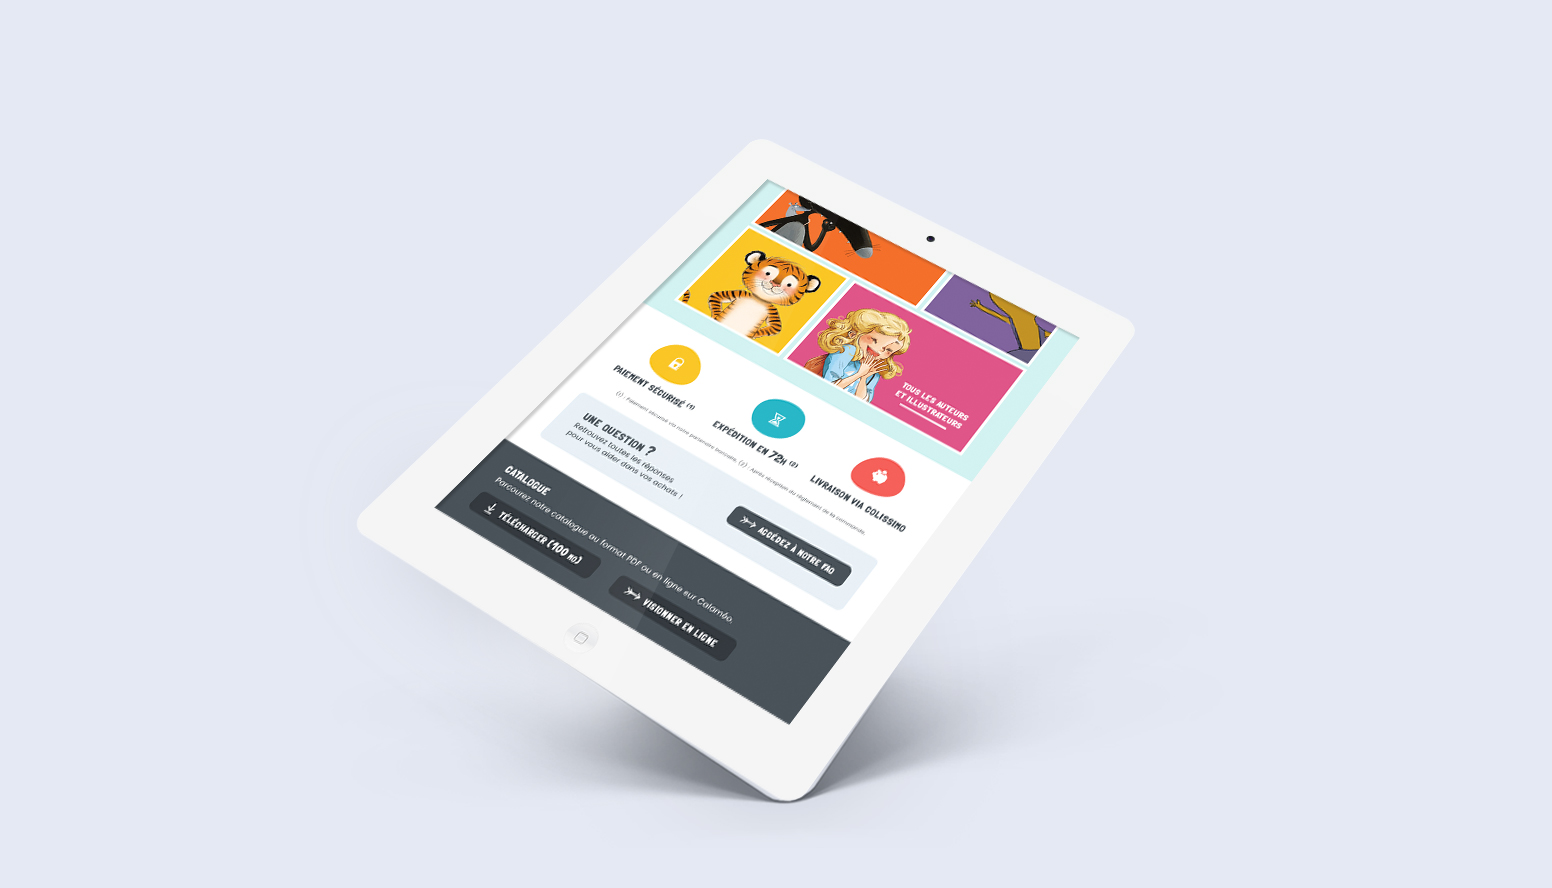 TOUS LES AUTEURS
ET ILLUSTRATEURS
PAIEMENT SÉCURISÉ (1)
EXPÉDITION EN 72H (2)
LIVRAISON VIA COLISSIMO
(1) : Paiement sécurisé via notre partenaire bancaire. (2) : Après réception du règlement de la commande.
UNE QUESTION ?
Retrouvez toutes les réponses
pour vous aider dans vos achats !
ACCÉDEZ À NOTRE FAQ
CATALOGUE
Parcourez notre catalogue au format PDF ou en ligne sur Calaméo.
TÉLÉCHARGER (100 MO)
VISIONNER EN LIGNE